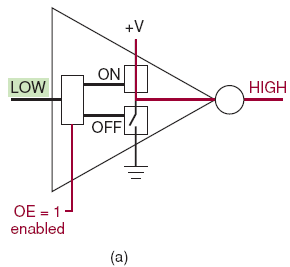 +V
ON
LOW
HIGH
OFF
OE = 1
enabled
(a)